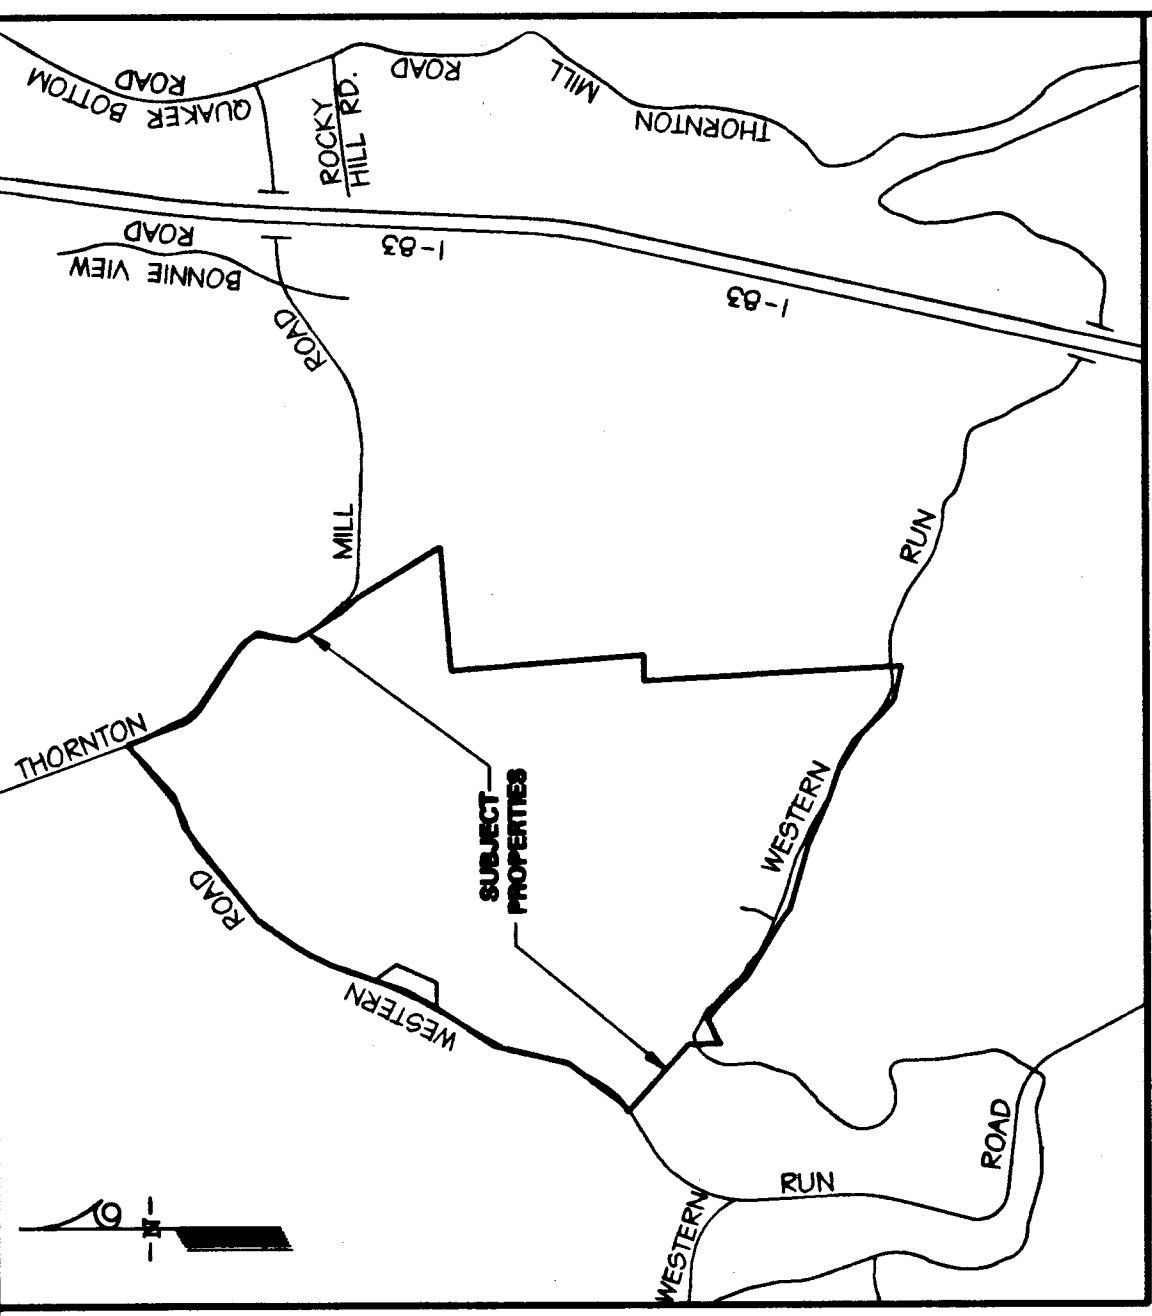 QUAKER BOTTOM
ROAD
ROCKY
HILL RD.
THORNTON
MILL
ROAD
I-83
I-83
BONNIE VIEW
ROAD
THORNTON
MILL
ROAD
SUBJECT
PROPERTIES
WESTERN
RUN
WESTERN
ROAD
WESTERN
RUN
ROAD